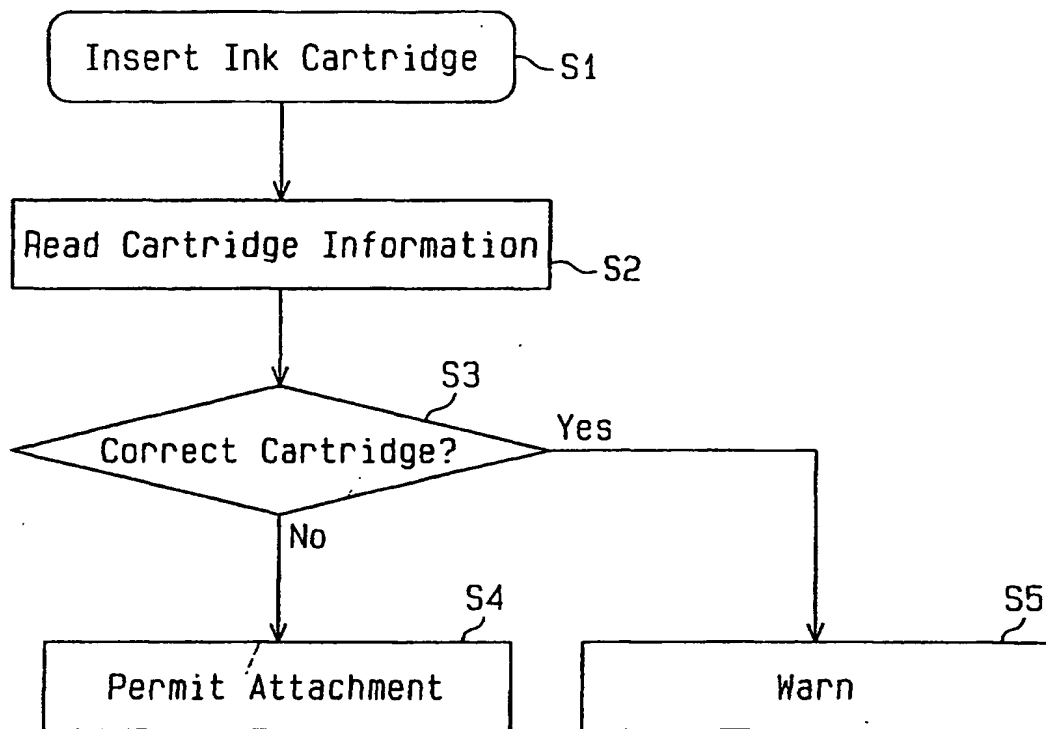 Insert Ink Cartridge
S1
Read Cartridge Information
S2
S3
Correct Cartridge?
Yes
No
S4
S5
Permit Attachment
Warn